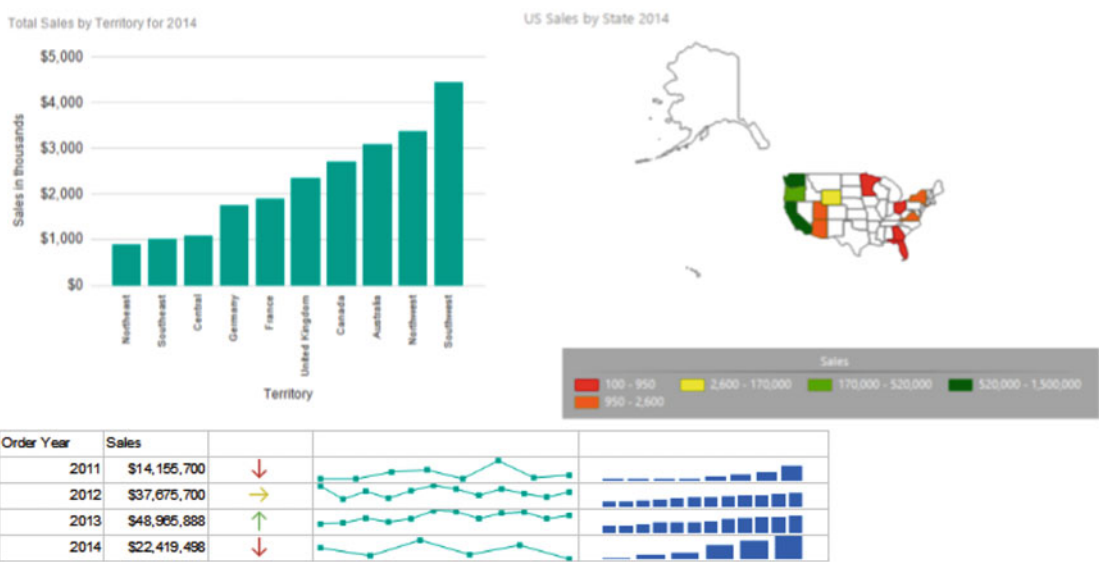 Total Sales by Territory for 2014
$5,000
$4,000
$3,000
$2,000
$1,000
$0
Sales in thousands
Northeast
Southeast
Central
Germany
France
United Kingdom
Canada
Australia
Northwest
Southwest
Territory
US Sales by State 2014
Sales
100 - 950
2,600 - 170,000
170,000 - 520,000
520,000 - 1,500,000
950 - 2,600
Order Year Sales
2011 $14,155,700
2012 $37,675,700
2013 $48,965,888
2014 $22,419,498